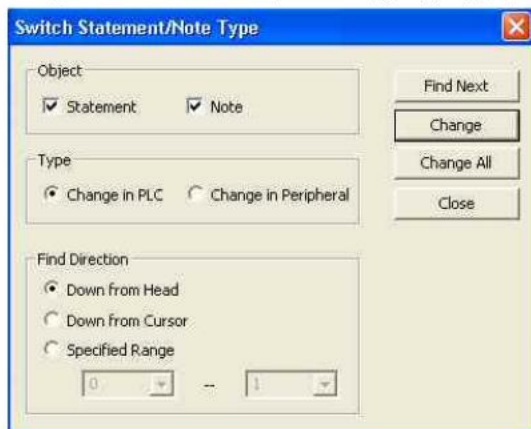 Switch Statement/Note Type
Object
Statement Note
Type
Change in PLC Change in Peripheral
Find Direction
Down from Head
Down from Cursor
Specified Range
0 -- 1
Find Next
Change
Change All
Close